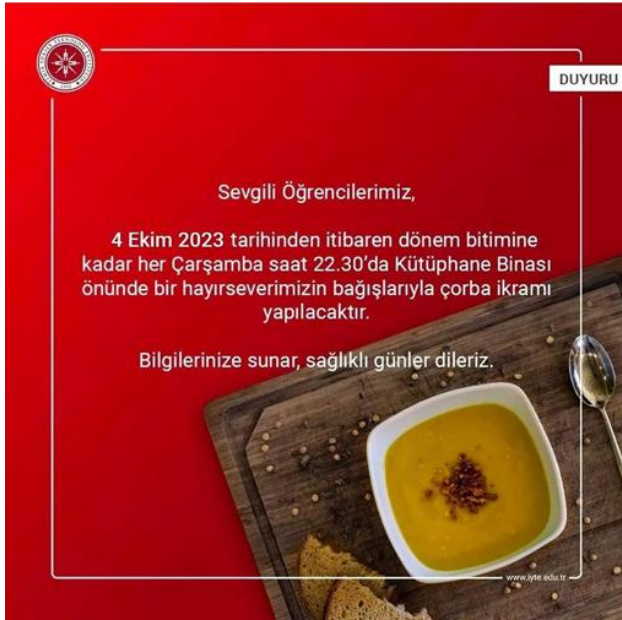 DUYURU
Sevgili Öğrencilerimiz,
4 Ekim 2023 tarihinden itibaren dönem bitimine
kadar her Çarşamba saat 22.30'da Kütüphane Binası
önünde bir hayırseverimizin bağışlarıyla çorba ikramı
yapılacaktır.
Bilgilerinize sunar, sağlıklı günler dileriz.
www.iyte.edu.tr